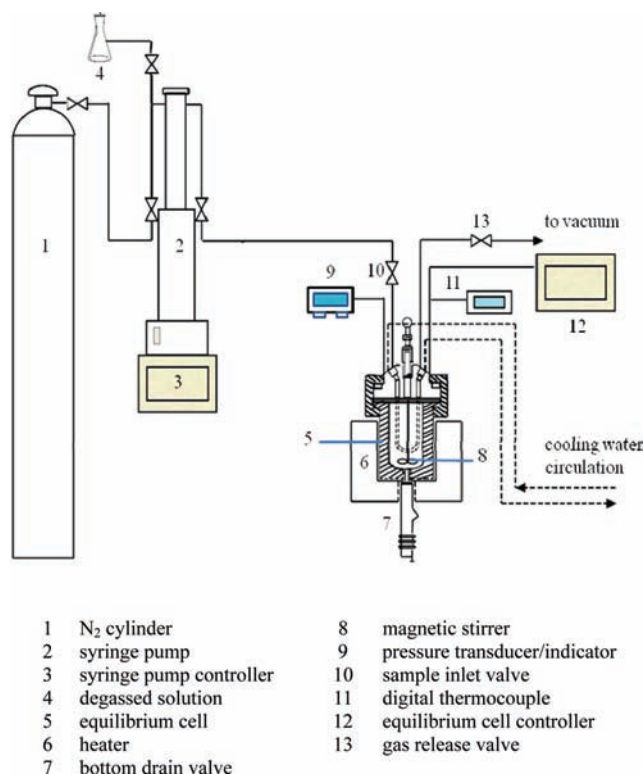 4
1
2
3
13
to vacuum
9
10
11
12
5
6
8
cooling water
circulation
7
1 N₂ cylinder
2 syringe pump
3 syringe pump controller
4 degassed solution
5 equilibrium cell
6 heater
7 bottom drain valve
8 magnetic stirrer
9 pressure transducer/indicator
10 sample inlet valve
11 digital thermocouple
12 equilibrium cell controller
13 gas release valve